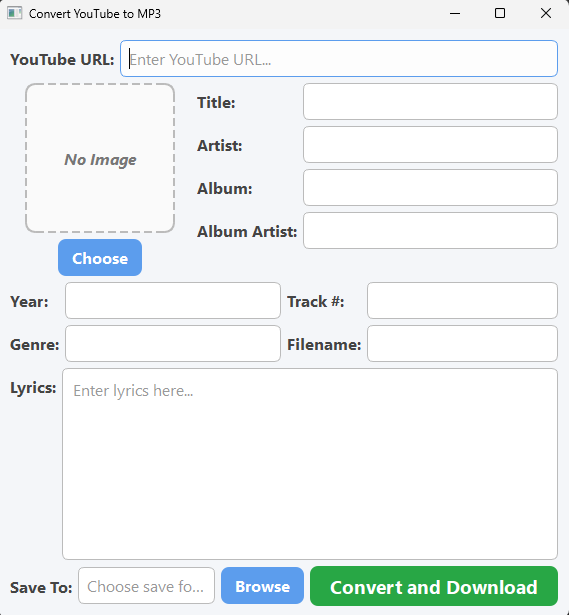 Convert YouTube to MP3
YouTube URL: Enter YouTube URL...
No Image
Choose
Title:
Artist:
Album:
Album Artist:
Year: Track #:
Genre: Filename:
Lyrics: Enter lyrics here...
Save To: Choose save fo... Browse Convert and Download